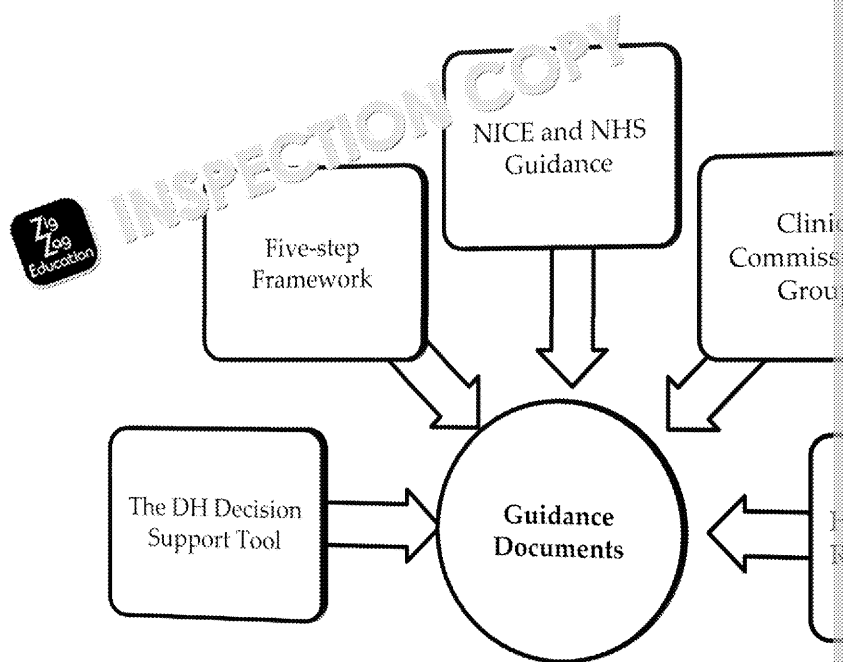 INSPECTION COPY
Zig
Zag
Education
NICE and NHS
Guidance
Five-step
Framework
The DH Decision
Support Tool
Guidance
Documents